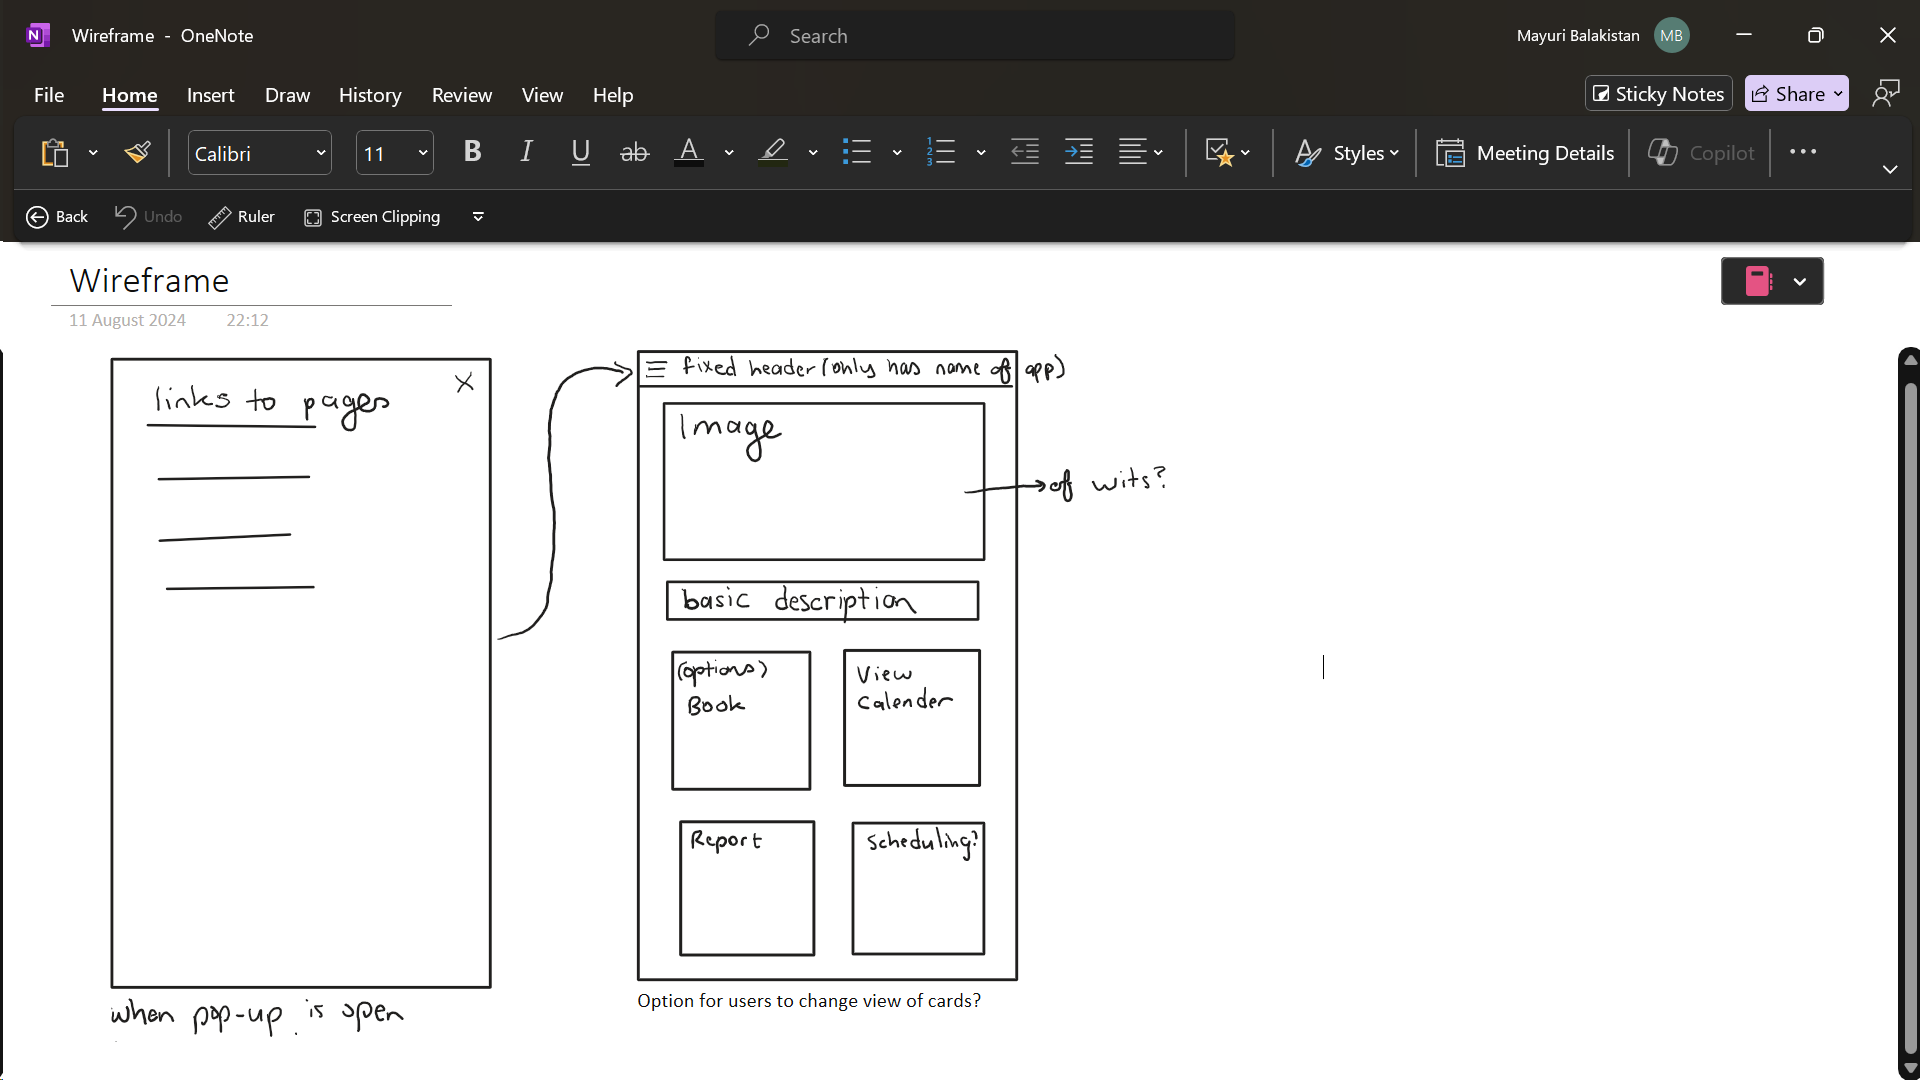 Wireframe - OneNote
Search
Mayuri Balakistan MB
File Home Insert Draw History Review View Help
Sticky Notes Share
Calibri 11 B I U ab A Styles Meeting Details Copilot
Back Undo Ruler Screen Clipping
Wireframe
11 August 2024 22:12
links to pages X
when pop-up is open
fixed header (only has name of app)
Image
of wits?
basic description
(options)
Book
View
Calender
Report
Scheduling?
Option for users to change view of cards?